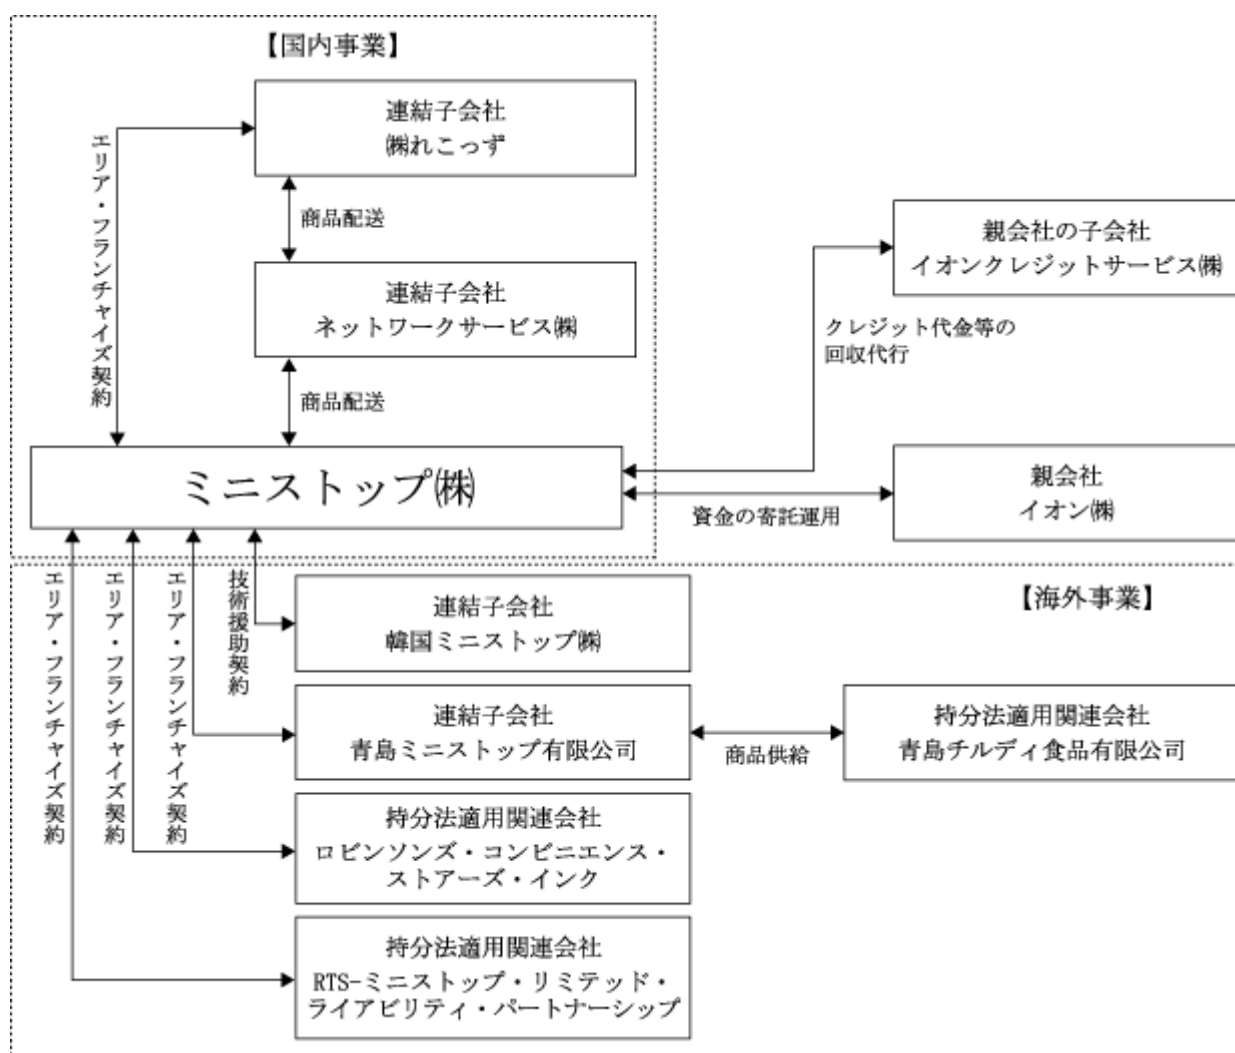 【国内事業】
連結子会社
㈱れこっず
エリア・フランチャイズ契約
商品配送
連結子会社
ネットワークサービス㈱
商品配送
ミニストップ㈱
親会社の子会社
イオンクレジットサービス㈱
クレジット代金等の
回収代行
親会社
イオン㈱
資金の寄託運用
【海外事業】
エリア・フランチャイズ契約
エリア・フランチャイズ契約
エリア・フランチャイズ契約
技術援助契約
連結子会社
韓国ミニストップ㈱
連結子会社
青島ミニストップ有限公司
商品供給
持分法適用関連会社
青島チルディ食品有限公司
持分法適用関連会社
ロビンソンズ・コンビニエンス・
ストアーズ・インク
持分法適用関連会社
RTS-ミニストップ・リミテッド・
ライアビリティ・パートナーシップ